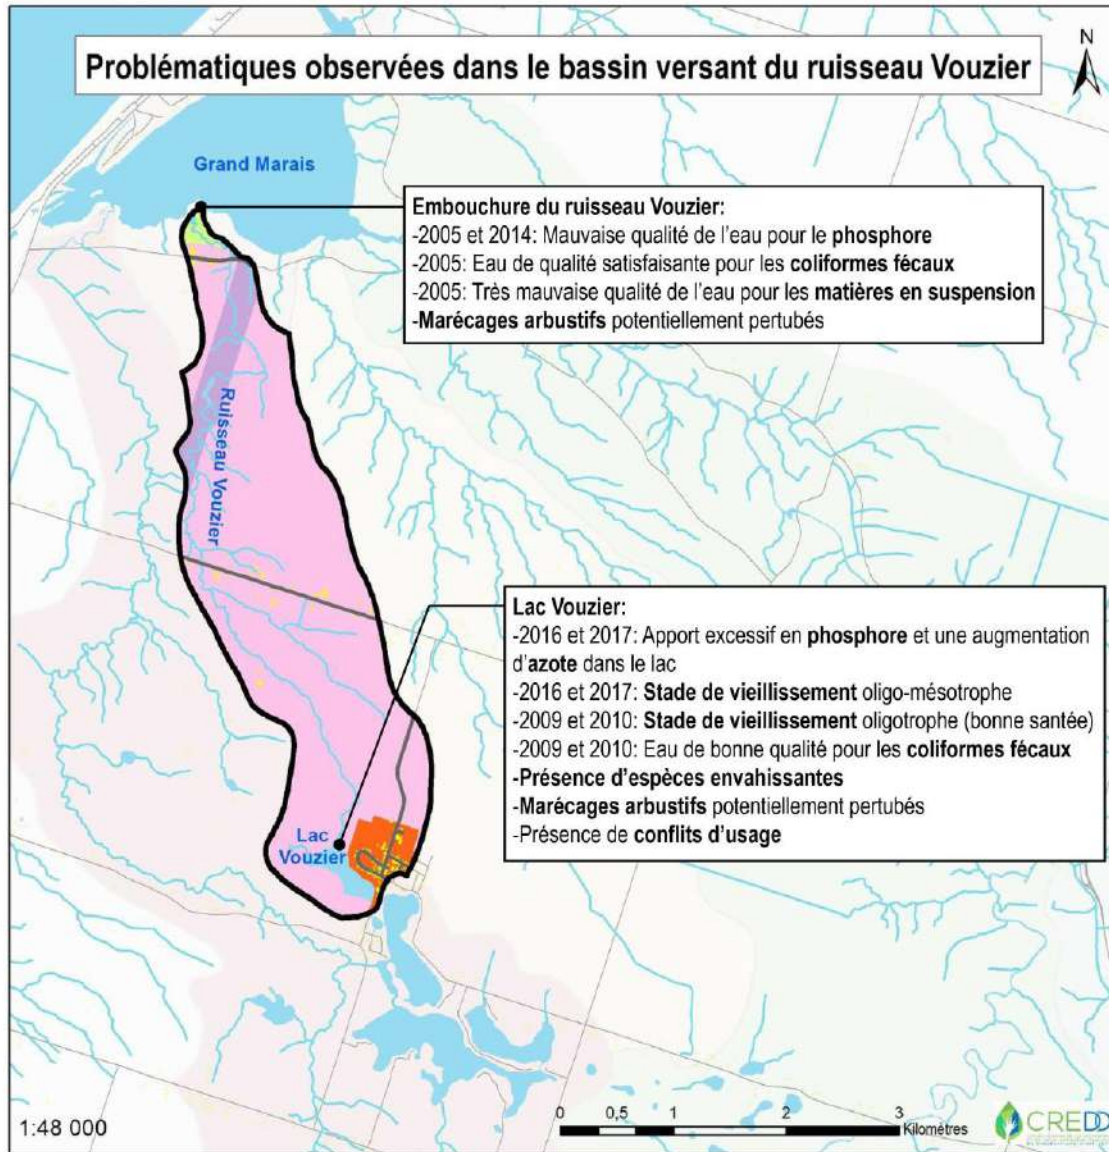 Problématiques observées dans le bassin versant du ruisseau Vouzier
N
Grand Marais
Embouchure du ruisseau Vouzier:
-2005 et 2014: Mauvaise qualité de l'eau pour le phosphore
-2005: Eau de qualité satisfaisante pour les coliformes fécaux
-2005: Très mauvaise qualité de l'eau pour les matières en suspension
-Marécages arbustifs potentiellement pertubés
Ruisseau Vouzier
Lac Vouzier:
-2016 et 2017: Apport excessif en phosphore et une augmentation
d'azote dans le lac
-2016 et 2017: Stade de vieillissement oligo-mésotrophe
-2009 et 2010: Stade de vieillissement oligotrophe (bonne santée)
-2009 et 2010: Eau de bonne qualité pour les coliformes fécaux
-Présence d'espèces envahissantes
-Marécages arbustifs potentiellement pertubés
-Présence de conflits d'usage
Lac
Vouzier
1:48 000
0 0,5 1 2 3
Kilomètres
CREDD